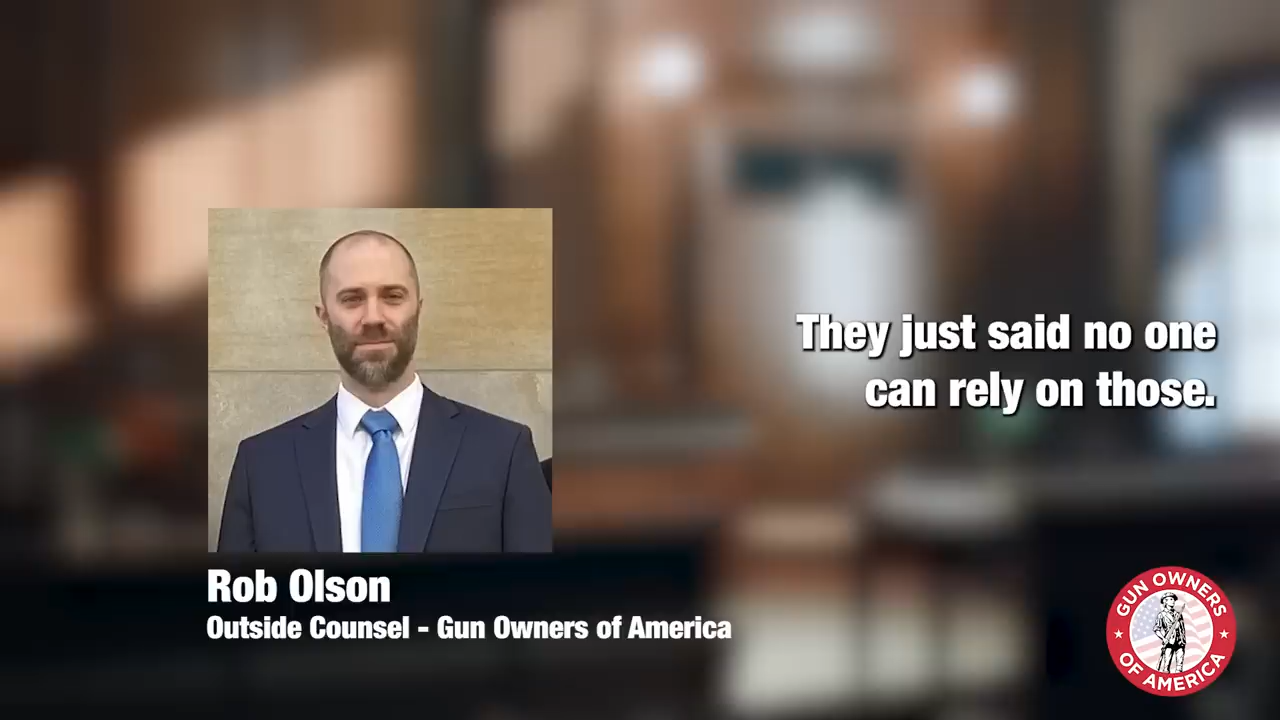 They just said no one
can rely on those.
Rob Olson
Outside Counsel - Gun Owners of America
GUN OWNERS
OF AMERICA